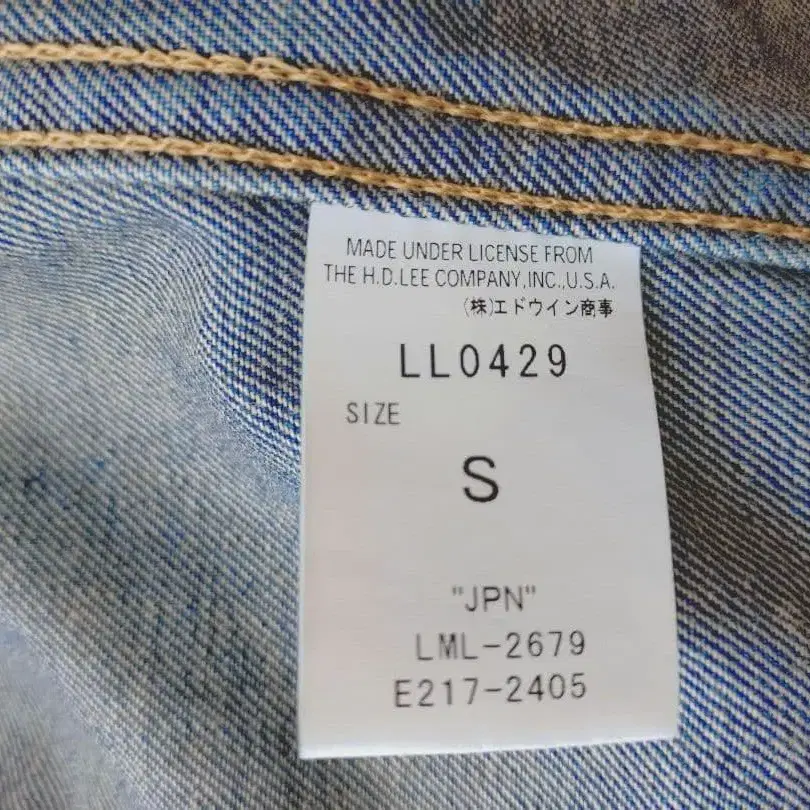 MADE UNDER LICENSE FROM
THE H.D.LEE COMPANY,INC.,U.S.A.
(株)エドウイン商事
LL0429
SIZE
S
"JPN"
LML-2679
E217-2405